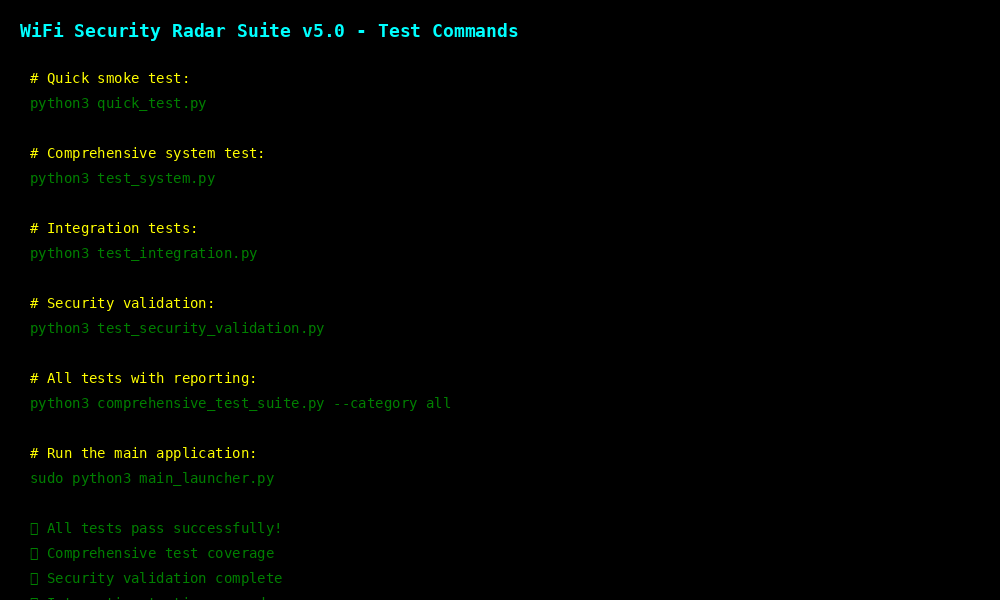 WiFi Security Radar Suite v5.0 - Test Commands
# Quick smoke test:
python3 quick_test.py
# Comprehensive system test:
python3 test_system.py
# Integration tests:
python3 test_integration.py
# Security validation:
python3 test_security_validation.py
# All tests with reporting:
python3 comprehensive_test_suite.py --category all
# Run the main application:
sudo python3 main_launcher.py
All tests pass successfully!
Comprehensive test coverage
Security validation complete